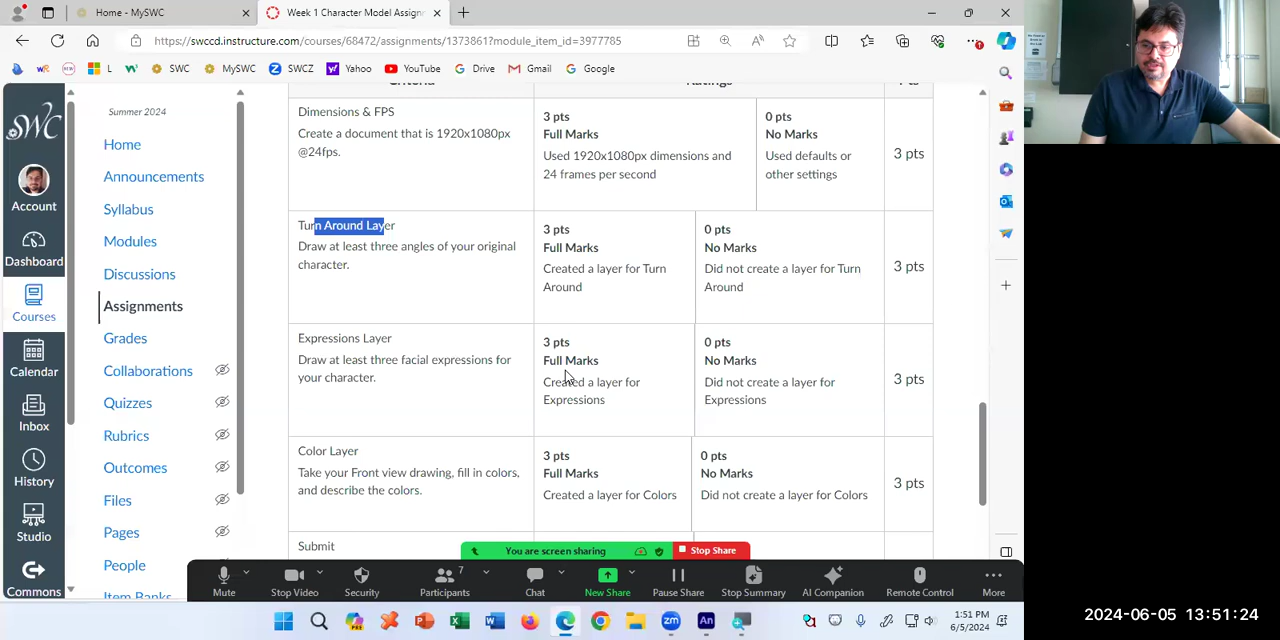 Home - MySWC
Week 1 Character Model Assignm
https://swccd.instructure.com/courses/68472/assignments/1373861?module_item_id=3977785
L
SWC
MySWC
SWCZ
Yahoo
YouTube
Drive
Gmail
Google
SWC
Account
Dashboard
Courses
Calendar
Inbox
History
Studio
Commons
Summer 2024
Home
Announcements
Syllabus
Modules
Discussions
Assignments
Grades
Collaborations
Quizzes
Rubrics
Outcomes
Files
Pages
People
Item Banks
Criteria
Ratings
Pts
Dimensions & FPS
Create a document that is 1920x1080px
@24fps.
3 pts
Full Marks
Used 1920x1080px dimensions and
24 frames per second
0 pts
No Marks
Used defaults or
other settings
3 pts
Turn Around Layer
Draw at least three angles of your original
character.
3 pts
Full Marks
Created a layer for Turn
Around
0 pts
No Marks
Did not create a layer for Turn
Around
3 pts
Expressions Layer
Draw at least three facial expressions for
your character.
3 pts
Full Marks
Created a layer for
Expressions
0 pts
No Marks
Did not create a layer for
Expressions
3 pts
Color Layer
Take your Front view drawing, fill in colors,
and describe the colors.
3 pts
Full Marks
Created a layer for Colors
0 pts
No Marks
Did not create a layer for Colors
3 pts
Submit
You are screen sharing
Stop Share
Mute
Stop Video
Security
7
Participants
Chat
New Share
Pause Share
Stop Summary
AI Companion
Remote Control
More
zm
An
1:51 PM
6/5/2024
2024-06-05 13:51:24